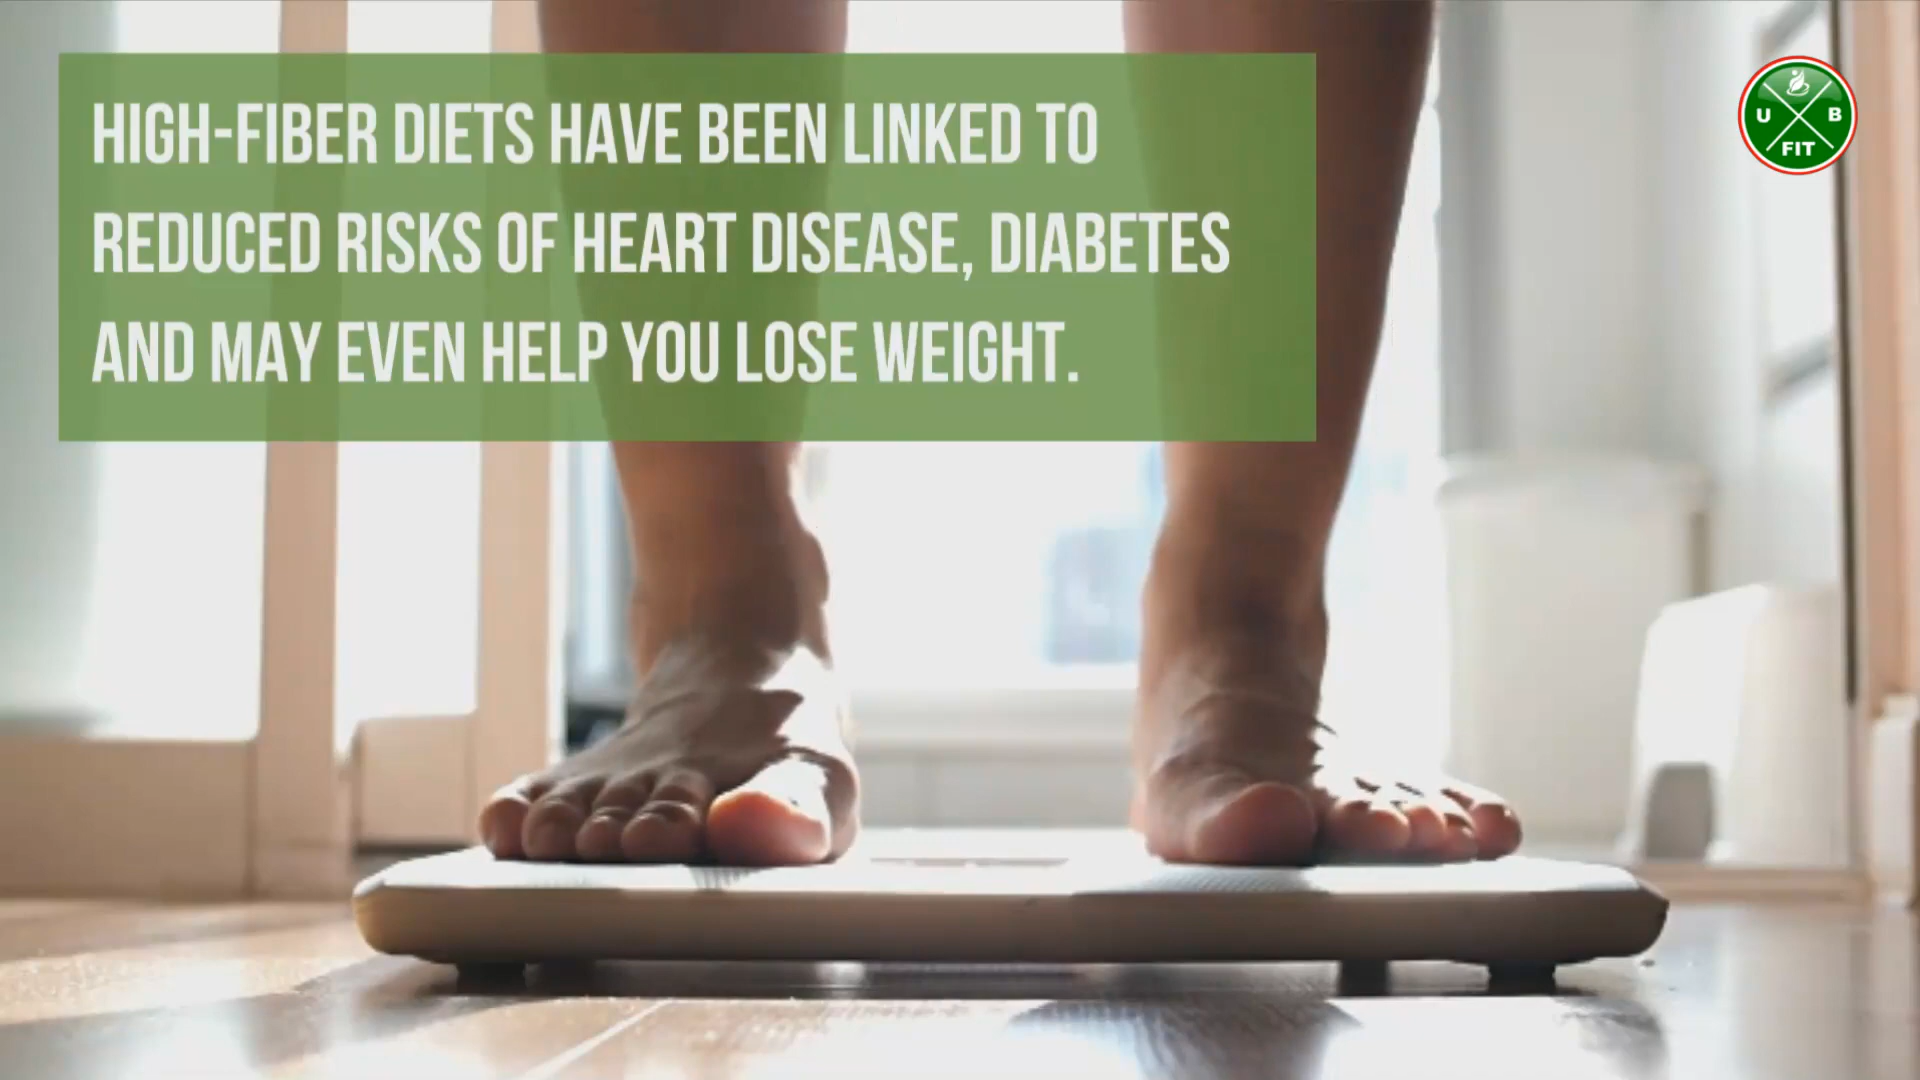 HIGH-FIBER DIETS HAVE BEEN LINKED TO
REDUCED RISKS OF HEART DISEASE, DIABETES
AND MAY EVEN HELP YOU LOSE WEIGHT.
U B
FIT